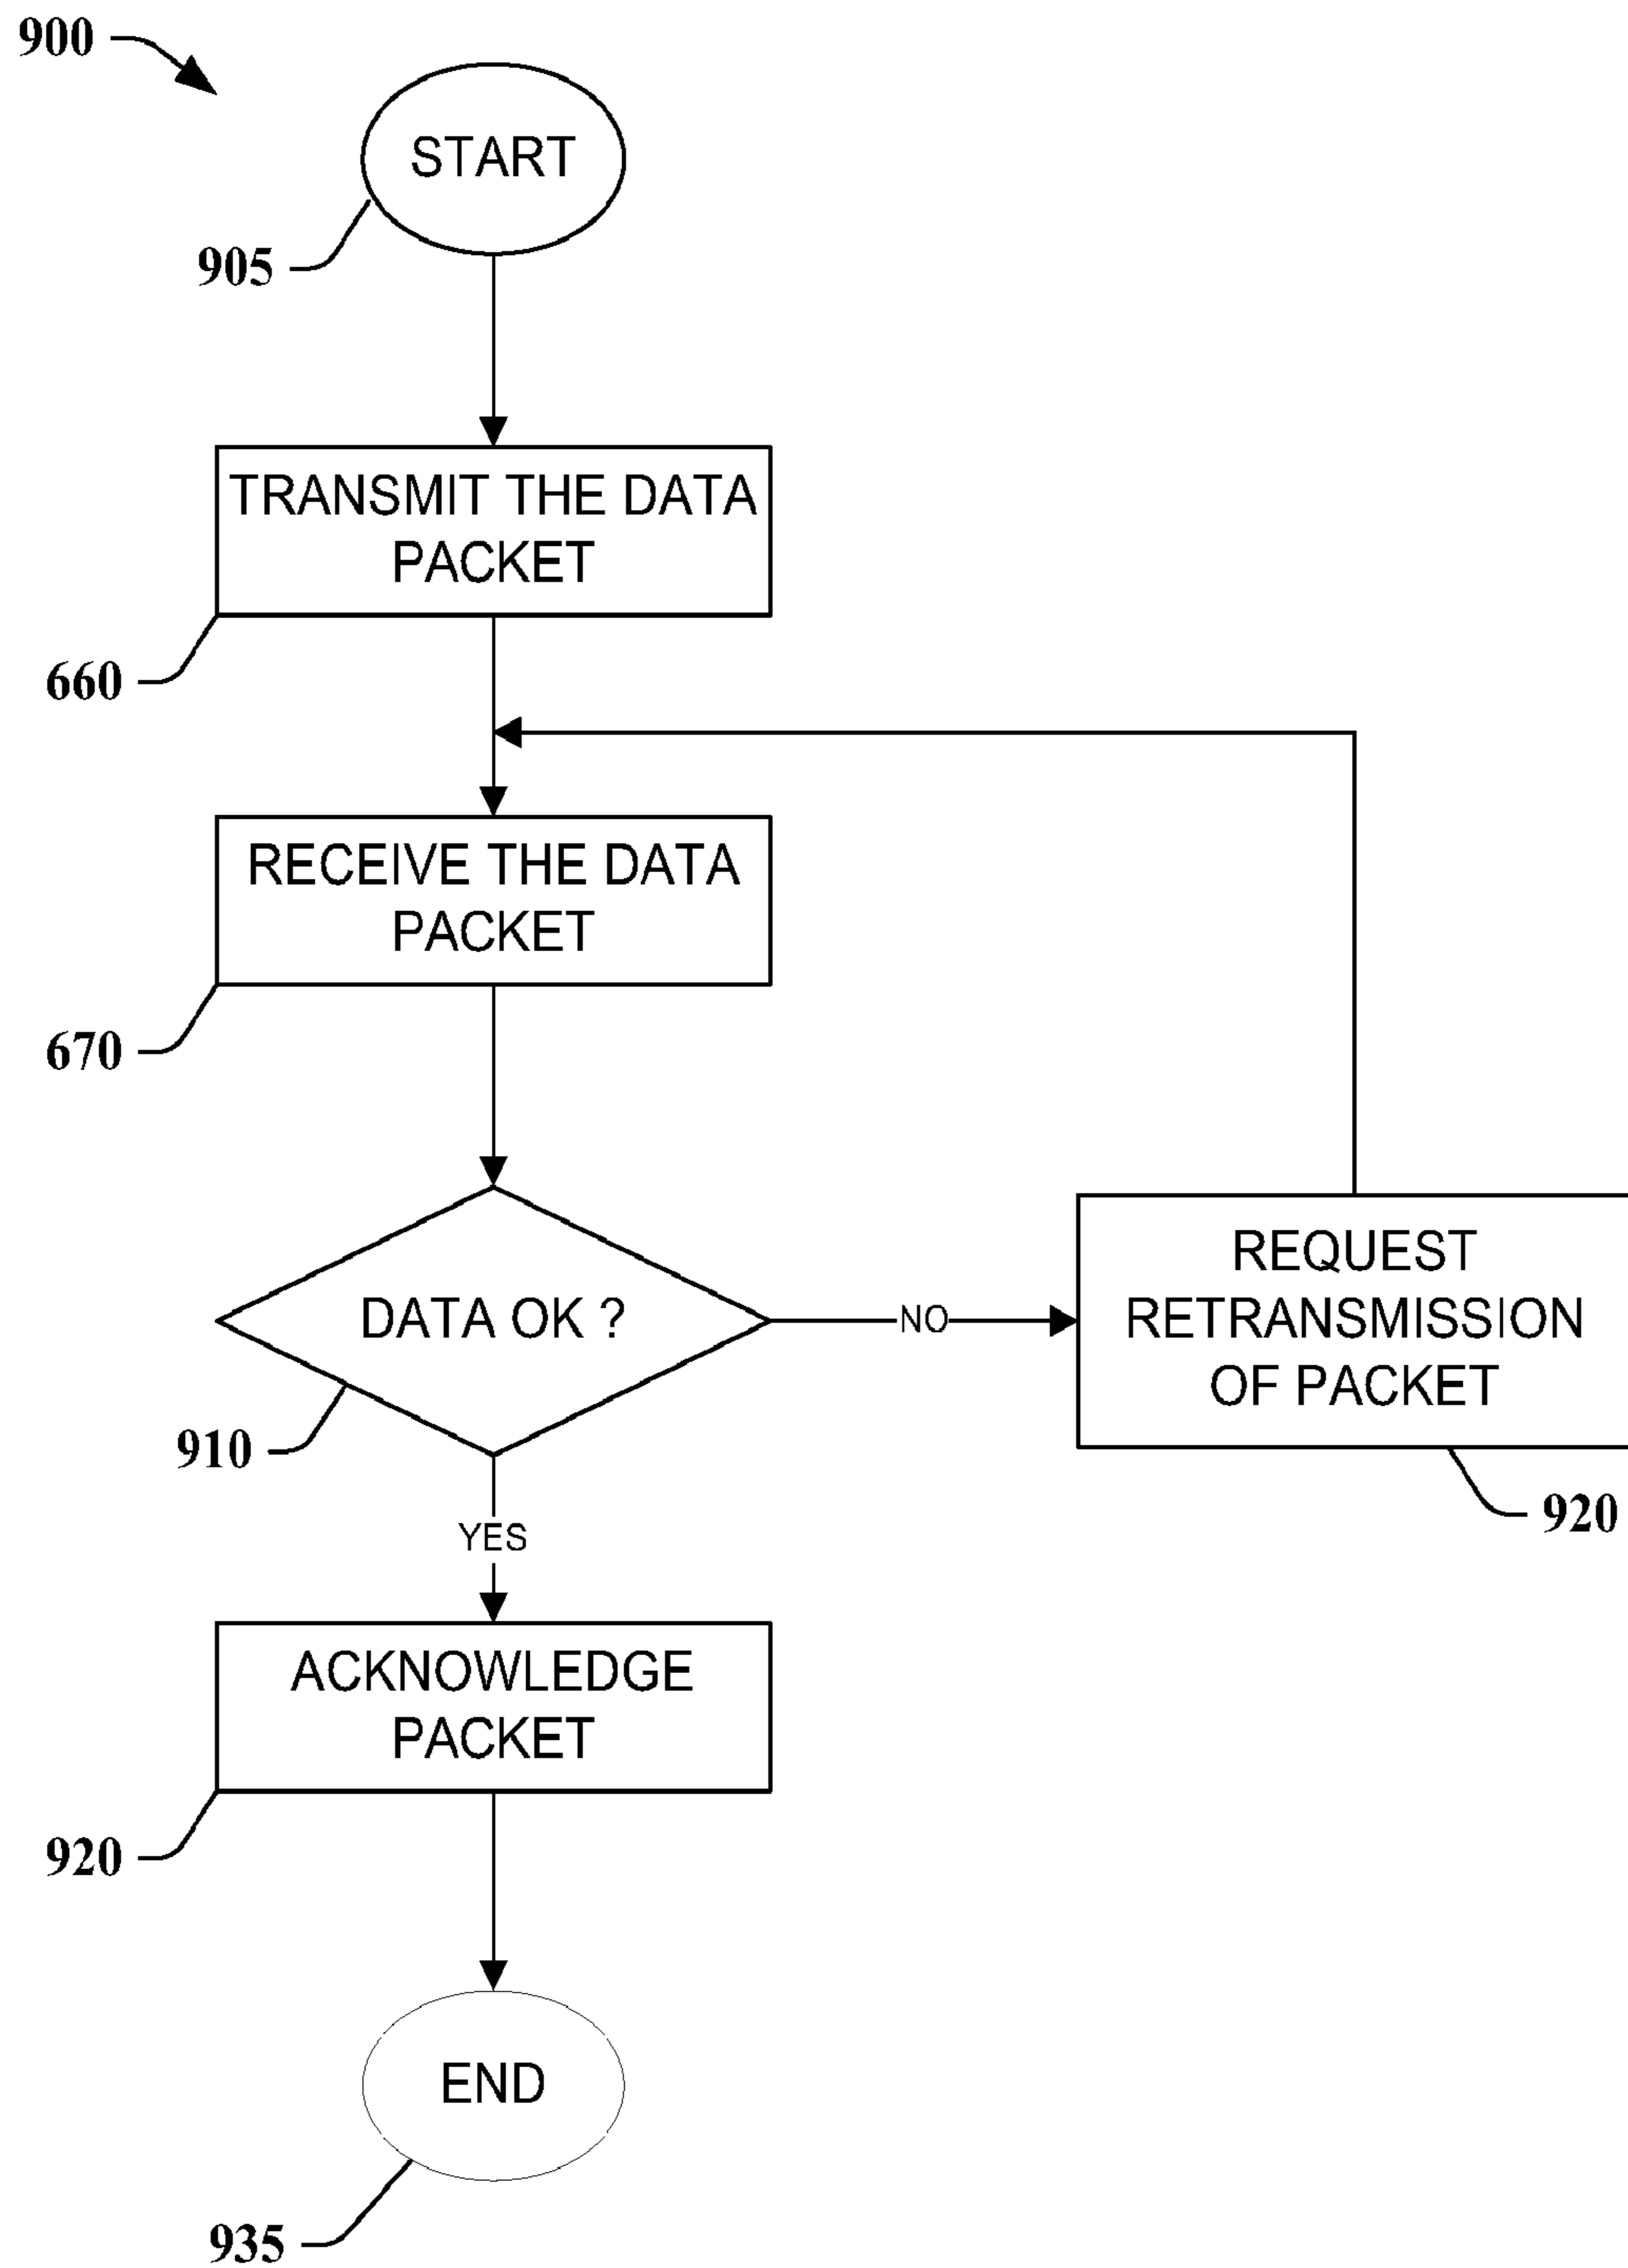 900
START
905
TRANSMIT THE DATA
PACKET
660
RECEIVE THE DATA
PACKET
670
DATA OK ?
910
NO
REQUEST
RETRANSMISSION
OF PACKET
920
YES
ACKNOWLEDGE
PACKET
920
END
935